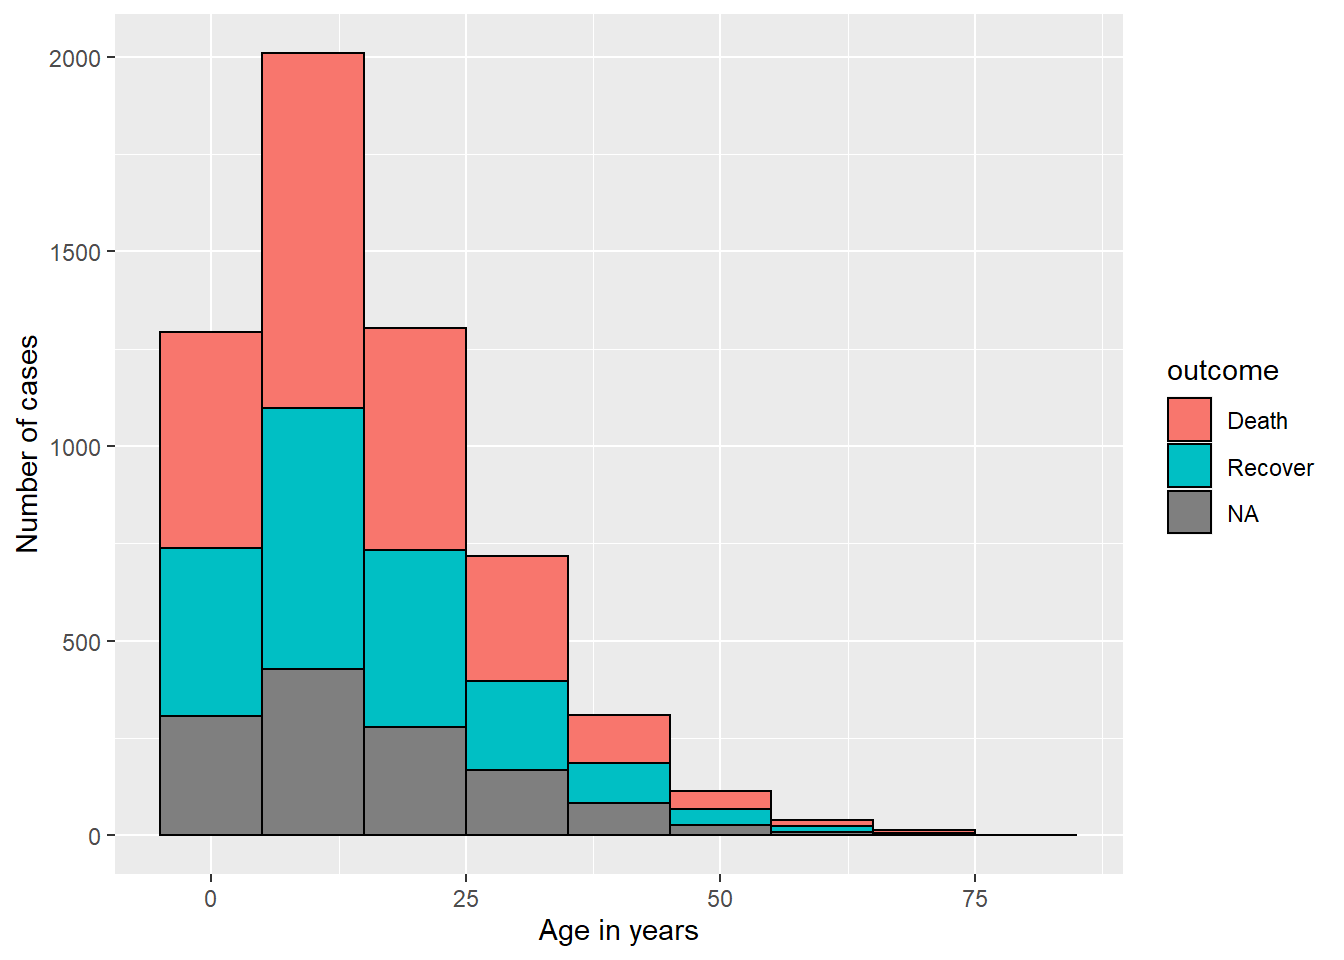 2000
1500
1000
500
0
Number of cases
0 25 50 75
Age in years
outcome
Death
Recover
NA